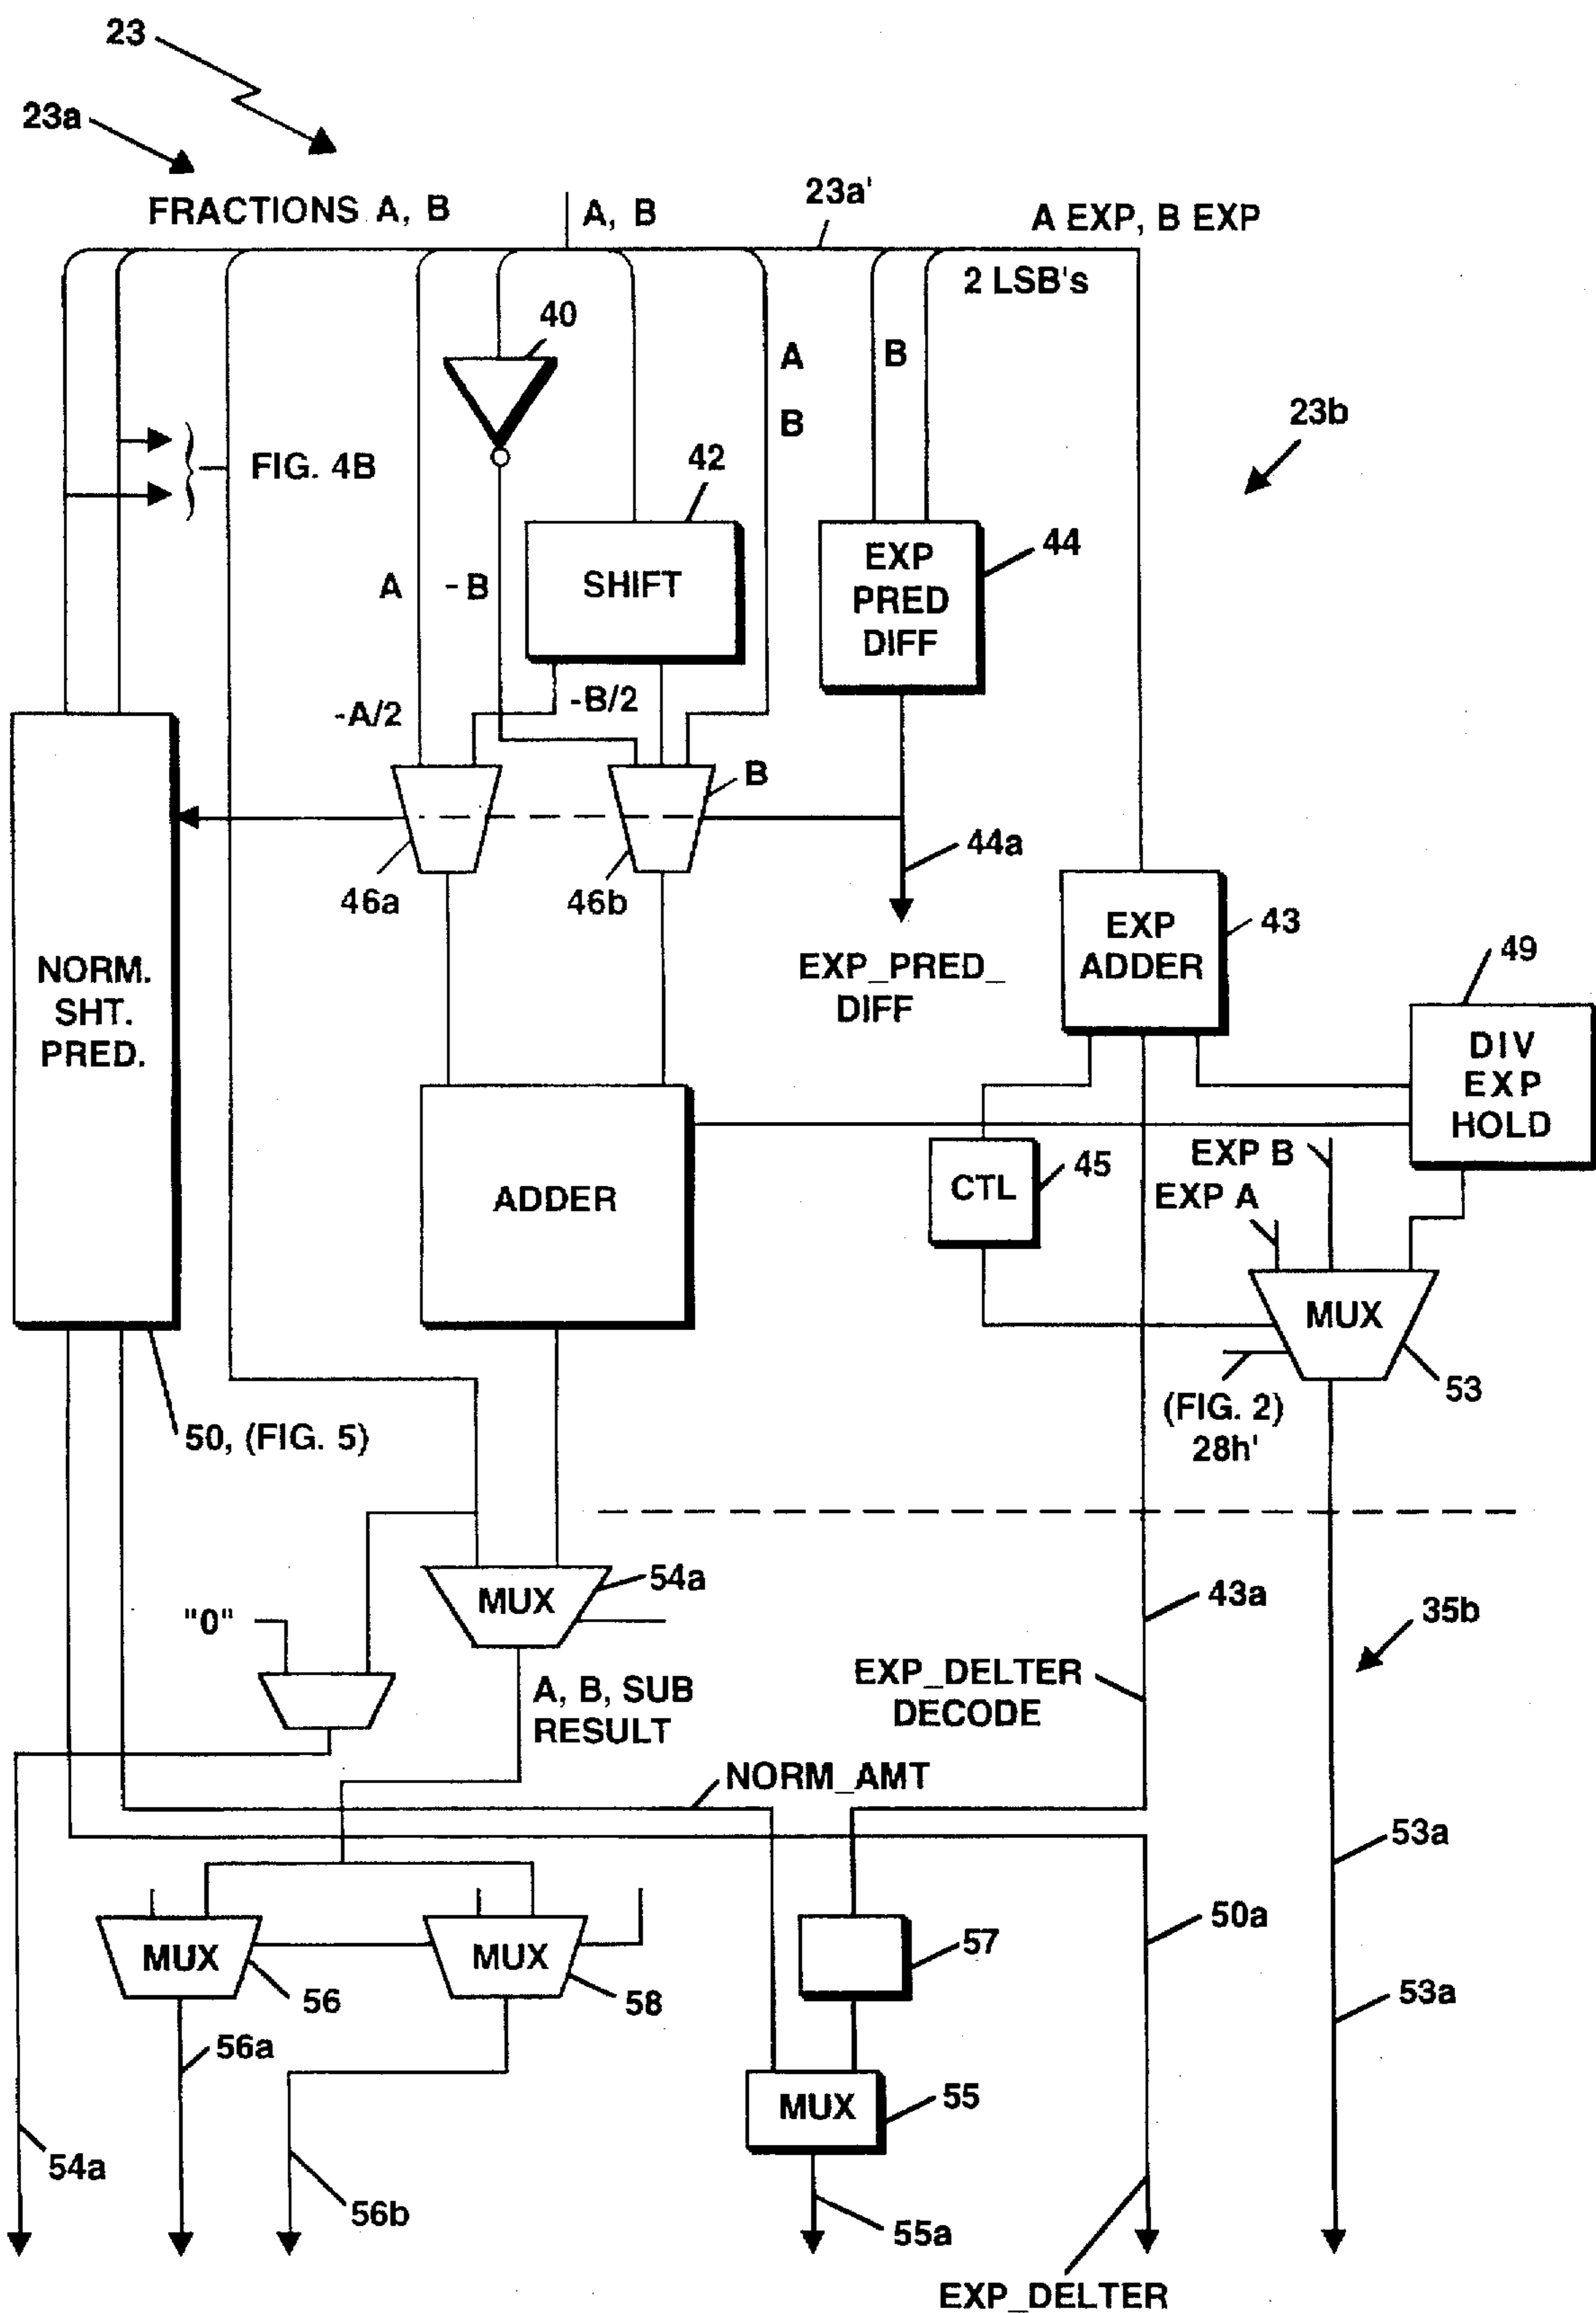 23
23a
FRACTIONS A, B
A, B
23a'
A EXP, B EXP
2 LSB's
40
A
B
B
23b
FIG. 4B
42
SHIFT
EXP
PRED
DIFF
44
A
-B
-A/2
-B/2
B
44a
46a
46b
EXP_PRED_
DIFF
EXP
ADDER
43
49
NORM.
SHT.
PRED.
DIV
EXP
HOLD
ADDER
CTL
45
EXP B
EXP A
MUX
53
(FIG. 2)
28h'
50, (FIG. 5)
MUX
54a
"0"
43a
35b
A, B, SUB
RESULT
EXP_DELTER
DECODE
NORM_AMT
53a
MUX
56
MUX
58
57
50a
53a
56a
MUX
55
54a
56b
55a
EXP_DELTER